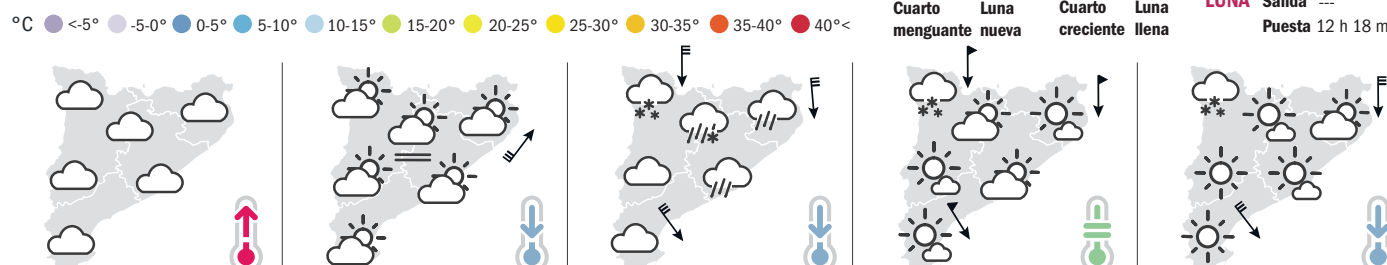 °C <-5° -5-0° 0-5° 5-10° 10-15° 15-20° 20-25° 25-30° 30-35° 35-40° 40°<
Cuarto menguante
Luna nueva
Cuarto creciente
Luna llena
LUNA Salida ---
Puesta 12 h 18 m